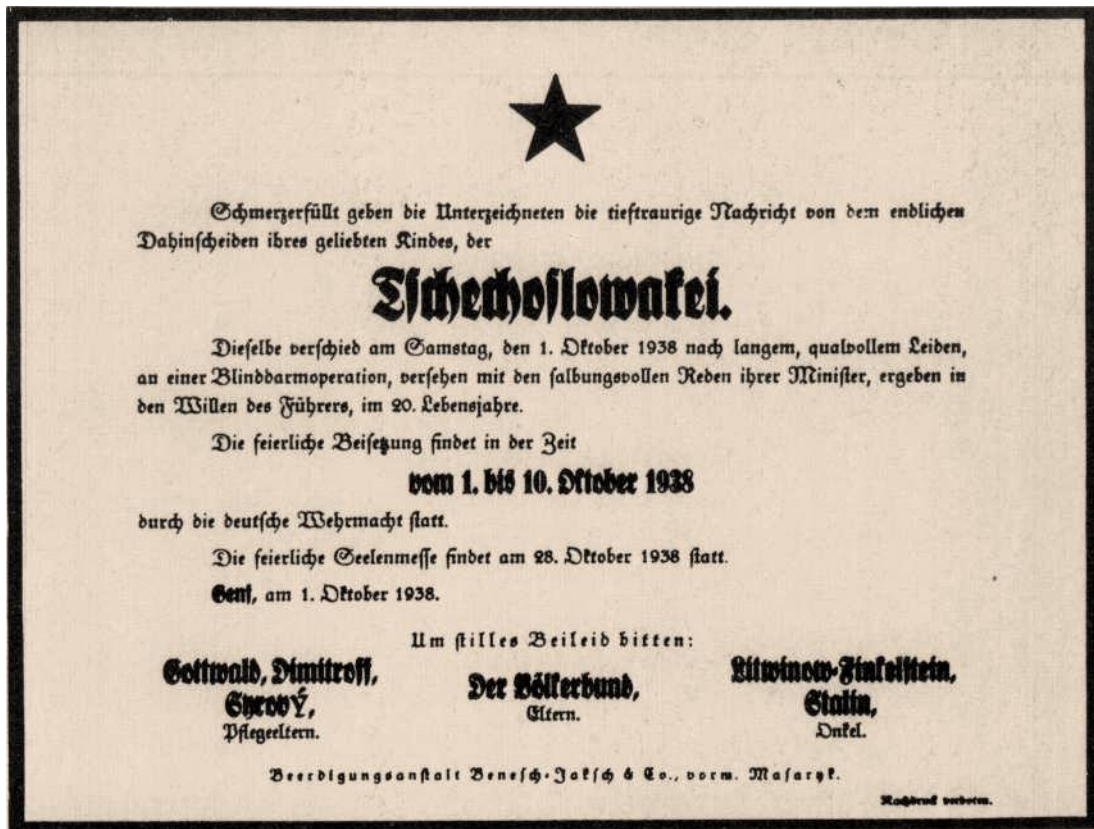 Schmerzerfüllt geben die Unterzeichneten die tieftraurige Nachricht von dem endlichen
Dahinscheiden ihres geliebten Kindes, der
Tschechoslowakei.
Dieselbe verschied am Samstag, den 1. Oktober 1938 nach langem, qualvollem Leiden,
an einer Blinddarmoperation, versehen mit den salbungsvollen Reden ihrer Minister, ergeben in
den Willen des Führers, im 20. Lebensjahre.
Die feierliche Beisetzung findet in der Zeit
vom 1. bis 10. Oktober 1938
durch die deutsche Wehrmacht statt.
Die feierliche Seelenmesse findet am 28. Oktober 1938 statt.
Genf, am 1. Oktober 1938.
Um stilles Beileid bitten:
Gottwald, Dimitroff,
Syrový,
Pflegeeltern.
Der Völkerbund,
Eltern.
Litwinow-Finkelstein,
Stalin,
Onkel.
Beerdigungsanstalt Benesch-Jaksch & Co., vorm. Masaryk.
Nachdruck verboten.